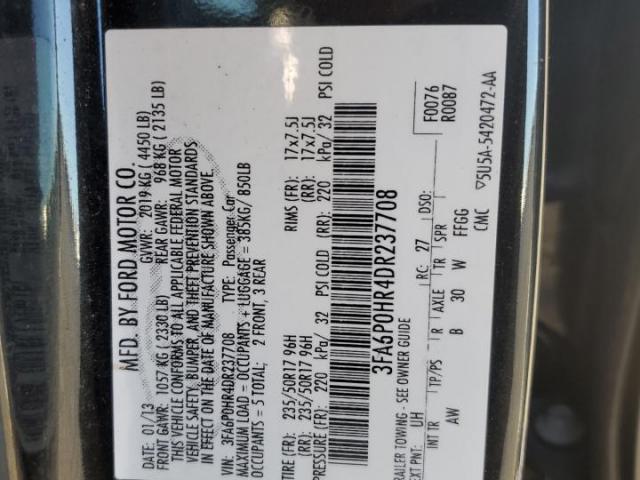 MFD. BY FORD MOTOR CO.
DATE: 01/13 GVWR: 2019 KG ( 4450 LB)
FRONT GAWR: 1057 KG ( 2330 LB) REAR GAWR: 968 KG ( 2135 LB)
THIS VEHICLE CONFORMS TO ALL APPLICABLE FEDERAL MOTOR
VEHICLE SAFETY, BUMPER, AND THEFT PREVENTION STANDARDS
IN EFFECT ON THE DATE OF MANUFACTURE SHOWN ABOVE.
VIN: 3FA6P0HR4DR237708 TYPE: Passenger Car
MAXIMUM LOAD = OCCUPANTS + LUGGAGE = 385KG/ 850LB
OCCUPANTS = 5 TOTAL: 2 FRONT, 3 REAR
TIRE (FR): 235/50R17 96H RIMS (FR): 17x7.5J
TIRE (RR): 235/50R17 96H RIMS (RR): 17x7.5J
PRESSURE (FR): 220 kPa/ 32 PSI COLD (RR): 220 kPa/ 32 PSI COLD
3FA6P0HR4DR237708
TRAILER TOWING - SEE OWNER GUIDE F0076
R0087
EXT PNT: UH RC: 27 DSO:
INT TR TP/PS R AXLE TR SPR
AW B 30 W FFGG
CMC ▽5U5A-5420472-AA